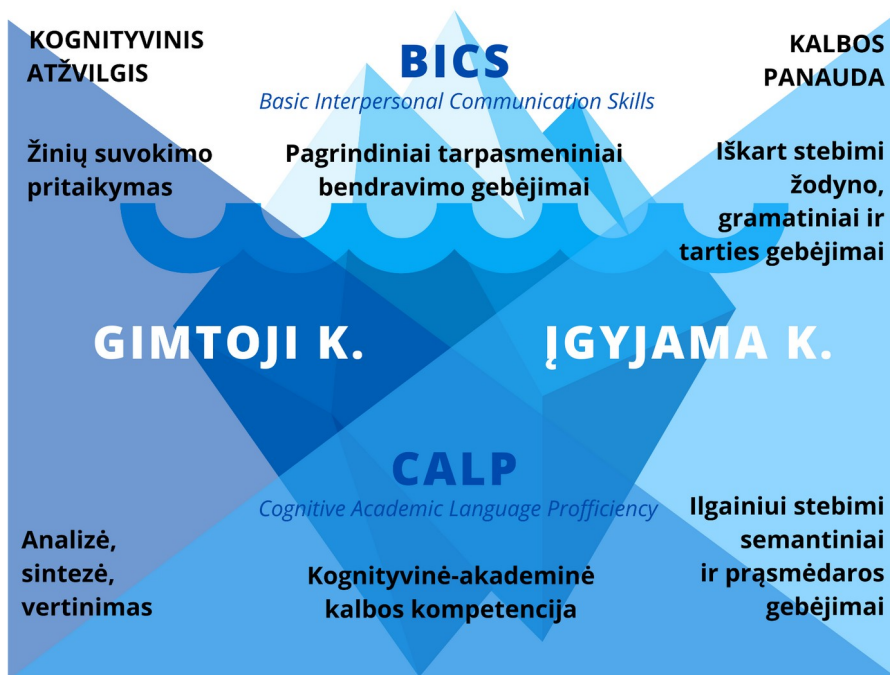 KOGNITYVINIS
ATŽVILGIS
BICS
Basic Interpersonal Communication Skills
KALBOS
PANAUDA
Žinių suvokimo
pritaikymas
Pagrindiniai tarpasmeniniai
bendravimo gebėjimai
Iškart stebimi
žodyno,
gramatiniai ir
tarties gebėjimai
GIMTOJI K.
ĮGYJAMA K.
CALP
Cognitive Academic Language Profficiency
Analizė,
sintezė,
vertinimas
Kognityvinė-akademinė
kalbos kompetencija
Ilgainiui stebimi
semantiniai
ir prąsmėdaros
gebėjimai